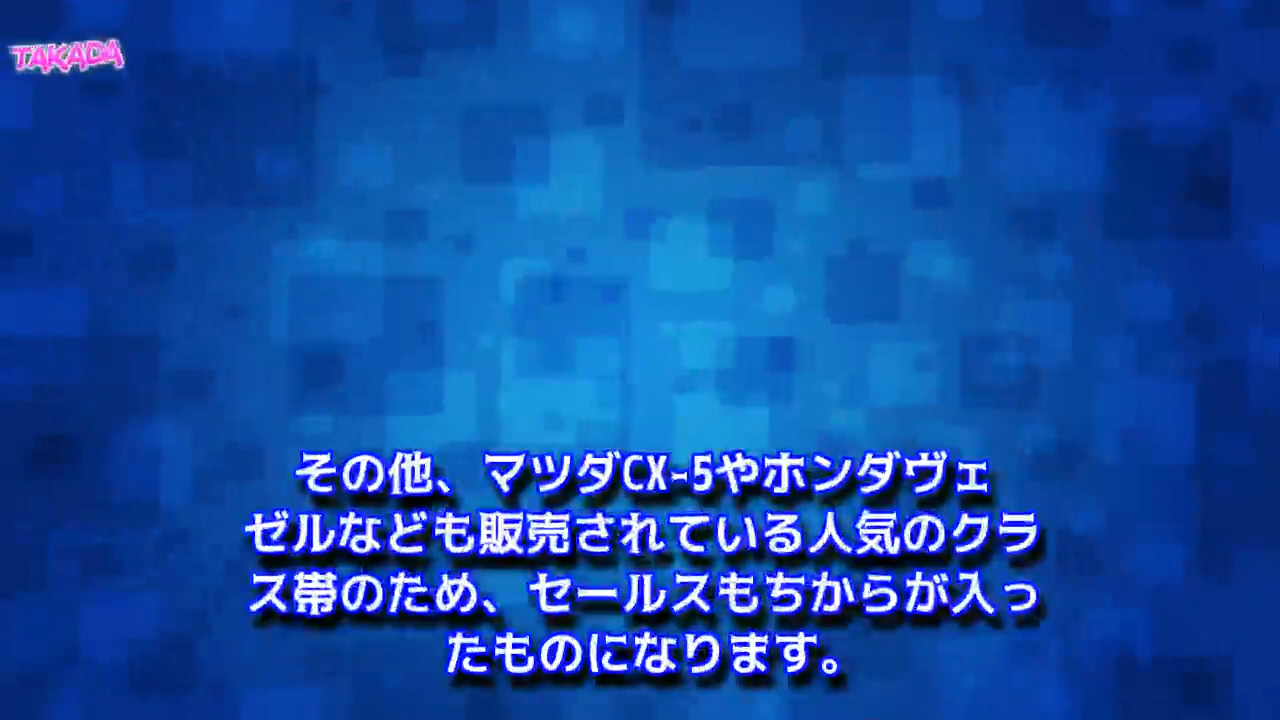 TAKADA
その他、マツダCX-5やホンダヴェ
ゼルなども販売されている人気のクラ
ス帯のため、セールスもちからが入っ
たものになります。